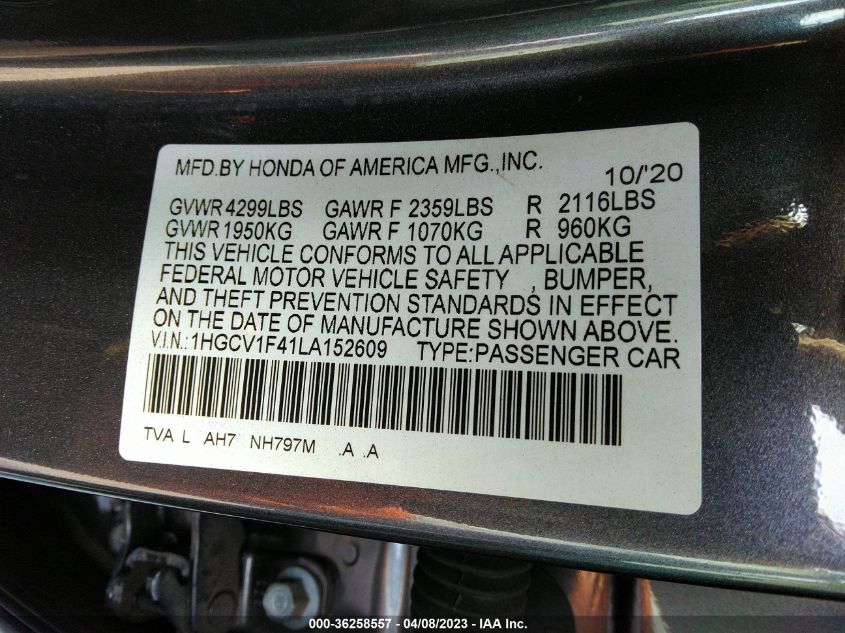 MFD.BY HONDA OF AMERICA MFG.,INC. 10/'20
GVWR 4299LBS GAWR F 2359LBS R 2116LBS
GVWR 1950KG GAWR F 1070KG R 960KG
THIS VEHICLE CONFORMS TO ALL APPLICABLE
FEDERAL MOTOR VEHICLE SAFETY , BUMPER,
AND THEFT PREVENTION STANDARDS IN EFFECT
ON THE DATE OF MANUFACTURE SHOWN ABOVE.
V.I.N.:1HGCV1F41LA152609 TYPE:PASSENGER CAR
TVA L AH7 NH797M .A .A
000-36258557 - 04/08/2023 - IAA Inc.